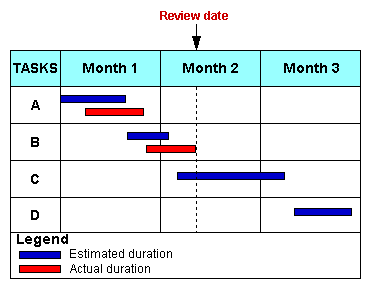 Review date
TASKS Month 1 Month 2 Month 3
A
B
C
D
Legend
Estimated duration
Actual duration